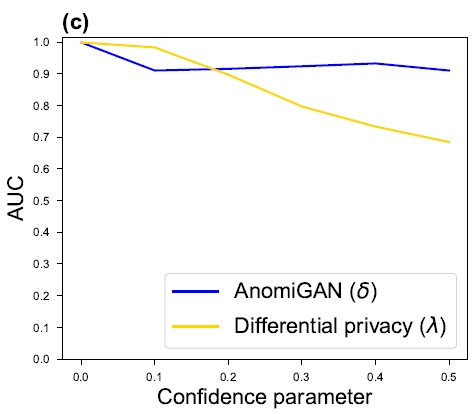 (c)
1.0
0.9
0.8
0.7
0.6
0.5
0.4
0.3
0.2
0.1
0.0
AUC
AnomiGAN (δ)
Differential privacy (λ)
0.0 0.1 0.2 0.3 0.4 0.5
Confidence parameter